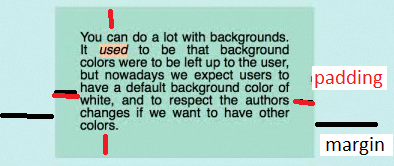 You can do a lot with backgrounds.
It used to be that background
colors were to be left up to the user,
but nowadays we expect users to
have a default background color of
white, and to respect the authors
changes if we want to have other
colors.
padding
margin